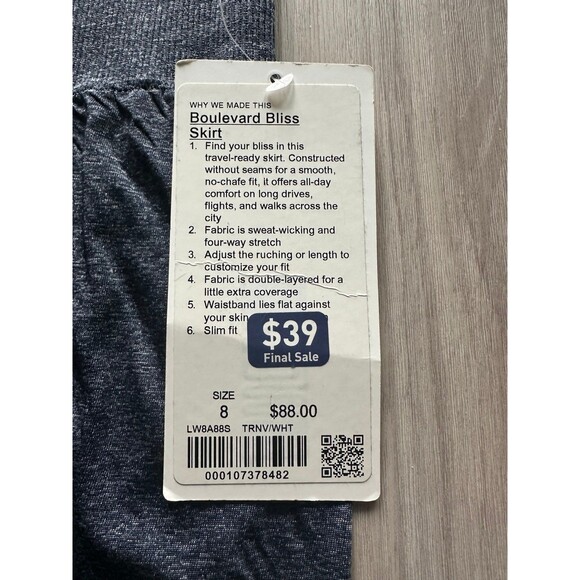 WHY WE MADE THIS
Boulevard Bliss
Skirt
1. Find your bliss in this
travel-ready skirt. Constructed
without seams for a smooth,
no-chafe fit, it offers all-day
comfort on long drives,
flights, and walks across the
city
2. Fabric is sweat-wicking and
four-way stretch
3. Adjust the ruching or length to
customize your fit
4. Fabric is double-layered for a
little extra coverage
5. Waistband lies flat against
your skin
6. Slim fit
$39
Final Sale
SIZE
8 $88.00
LW8A88S TRNV/WHT
000107378482